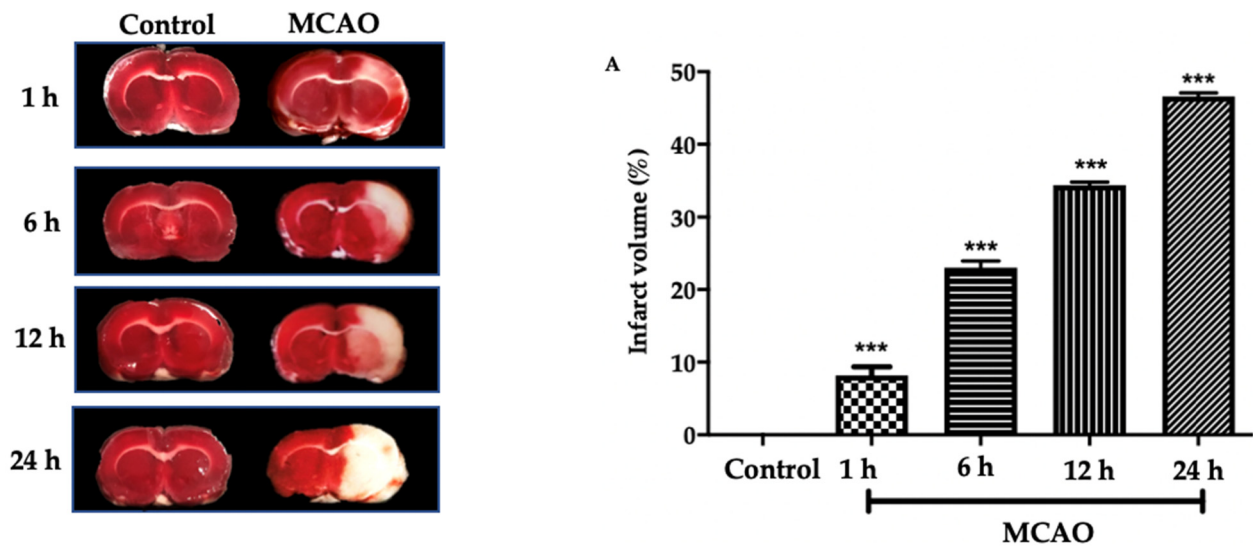 Control MCAO
1 h
6 h
12 h
24 h
A
Infarct volume (%)
50
40
30
20
10
0
***
***
***
***
Control 1 h 6 h 12 h 24 h
MCAO